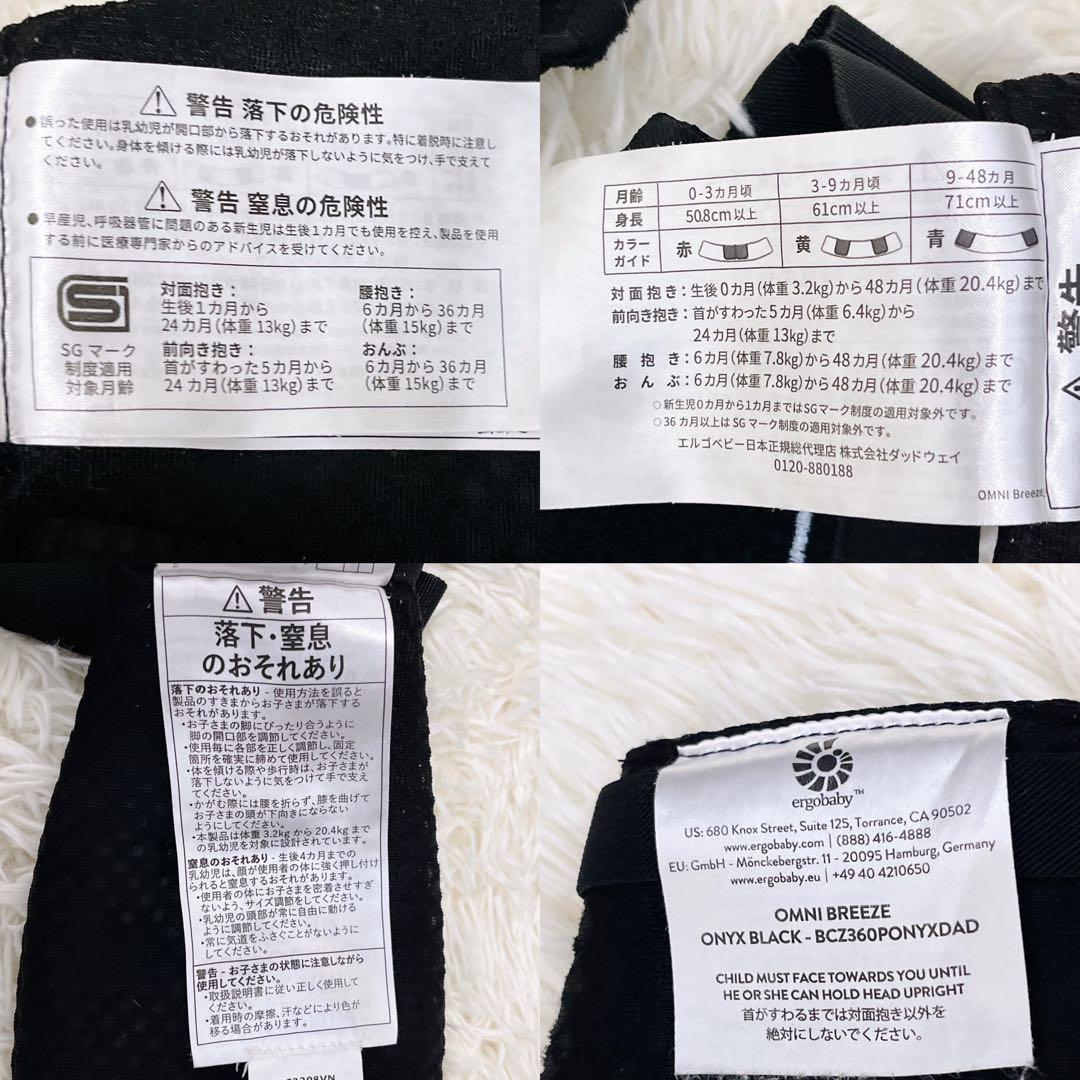 警告 落下の危険性
●誤った使用は乳幼児が開口部から落下するおそれがあります。特に着脱時に注意し
てください。身体を傾ける際には乳幼児が落下しないように気をつけ、手で支えて
ください。
警告 窒息の危険性
●早産児、呼吸器管に問題のある新生児は生後1カ月でも使用を控え、製品を使用
する前に医療専門家からのアドバイスを受けてください。
SG マーク
制度適用
対象月齢
対面抱き：
生後1カ月から
24カ月（体重13kg）まで
前向き抱き：
首がすわった5カ月から
24カ月（体重13kg）まで
腰抱き：
6カ月から36カ月
（体重15kg）まで
おんぶ：
6カ月から36カ月
（体重15kg）まで
月齢 0-3カ月頃 3-9カ月頃 9-48カ月
身長 50.8cm以上 61cm以上 71cm以上
カラー
ガイド 赤 黄 青
対面抱き：生後0カ月（体重3.2kg）から48カ月（体重20.4kg）まで
前向き抱き：首がすわった5カ月（体重6.4kg）から
24カ月（体重13kg）まで
腰抱き：6カ月（体重7.8kg）から48カ月（体重20.4kg）まで
おんぶ：6カ月（体重7.8kg）から48カ月（体重20.4kg）まで
○新生児0カ月から1カ月まではSGマーク制度の適用対象外です。
○36カ月以上はSGマーク制度の適用対象外です。
エルゴベビー日本正規総代理店 株式会社ダッドウェイ
0120-880188
OMNI Breeze
警告
警告
落下・窒息
のおそれあり
落下のおそれあり - 使用方法を誤ると
製品のすきまからお子さまが落下する
おそれがあります。
・お子さまの脚にぴったり合うように
脚の開口部を調節してください。
・使用毎に各部を正しく調節し、固定
箇所を確実に締めて使用してください。
・体を傾ける際や歩行時は、お子さまが
落下しないように気をつけて手で支え
てください。
・かがむ際には腰を折らず、膝を曲げて
お子さまの頭が下向きにならない
ようにしてください。
・本製品は体重3.2kgから20.4kgまで
の乳幼児を対象に設計されています。
窒息のおそれあり - 生後4カ月までの
乳幼児は、顔が使用者の体に強く押し付け
られると窒息するおそれがあります。
・使用者の体にお子さまを密着させすぎ
ないよう、サイズ調節をしてください。
・乳幼児の頭部が常に自由に動ける
ように調節してください。
・常に気道をふさぐことがないように
してください。
警告 - お子さまの状態に注意しながら
使用してください。
・取扱説明書に従い正しく使用して
ください。
・着用時の摩擦、汗などにより色が
移る場合があります。
ergobaby™
US: 680 Knox Street, Suite 125, Torrance, CA 90502
www.ergobaby.com | (888) 416-4888
EU: GmbH - Mönckebergstr. 11 - 20095 Hamburg, Germany
www.ergobaby.eu | +49 40 4210650
OMNI BREEZE
ONYX BLACK - BCZ360PONYXDAD
CHILD MUST FACE TOWARDS YOU UNTIL
HE OR SHE CAN HOLD HEAD UPRIGHT
首がすわるまでは対面抱き以外を
絶対にしないでください。